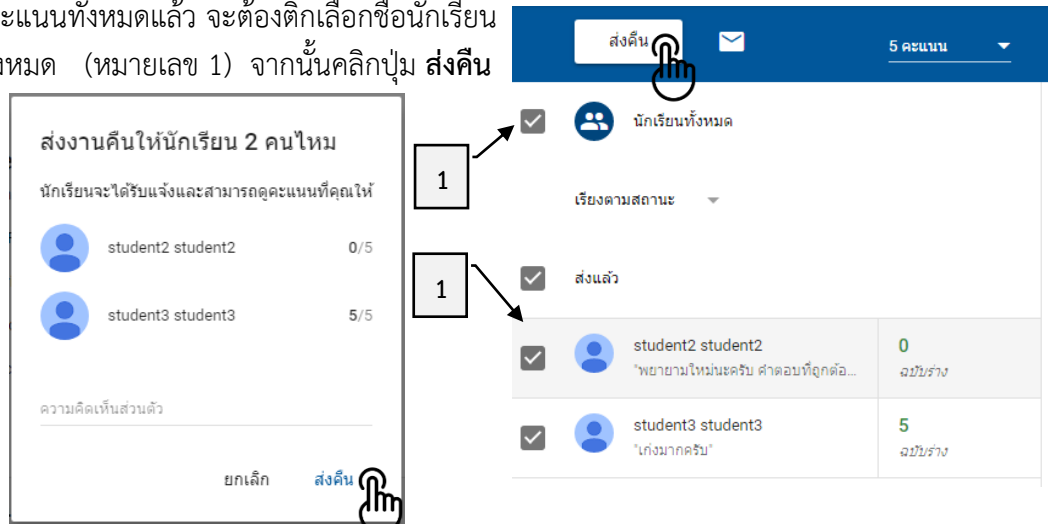 ะแนนทั้งหมดแล้ว จะต้องติกเลือกชื่อนักเรียน
งหมด (หมายเลข 1) จากนั้นคลิกปุ่ม ส่งคืน
ส่งงานคืนให้นักเรียน 2 คนไหม
นักเรียนจะได้รับแจ้งและสามารถดูคะแนนที่คุณให้
student2 student2 0/5
student3 student3 5/5
ความคิดเห็นส่วนตัว
ยกเลิก ส่งคืน
1
1
ส่งคืน 5 คะแนน
นักเรียนทั้งหมด
เรียงตามสถานะ
ส่งแล้ว
student2 student2 0
"พยายามใหม่นะครับ คำตอบที่ถูกต้อ... ฉบับร่าง
student3 student3 5
"เก่งมากครับ" ฉบับร่าง